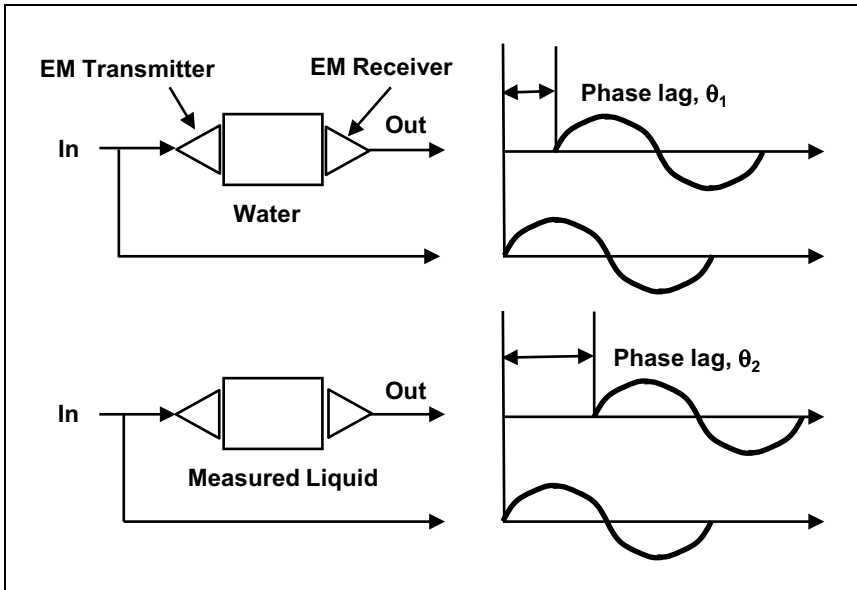 EM Transmitter
EM Receiver
In
Out
Water
Phase lag, θ1
In
Out
Measured Liquid
Phase lag, θ2